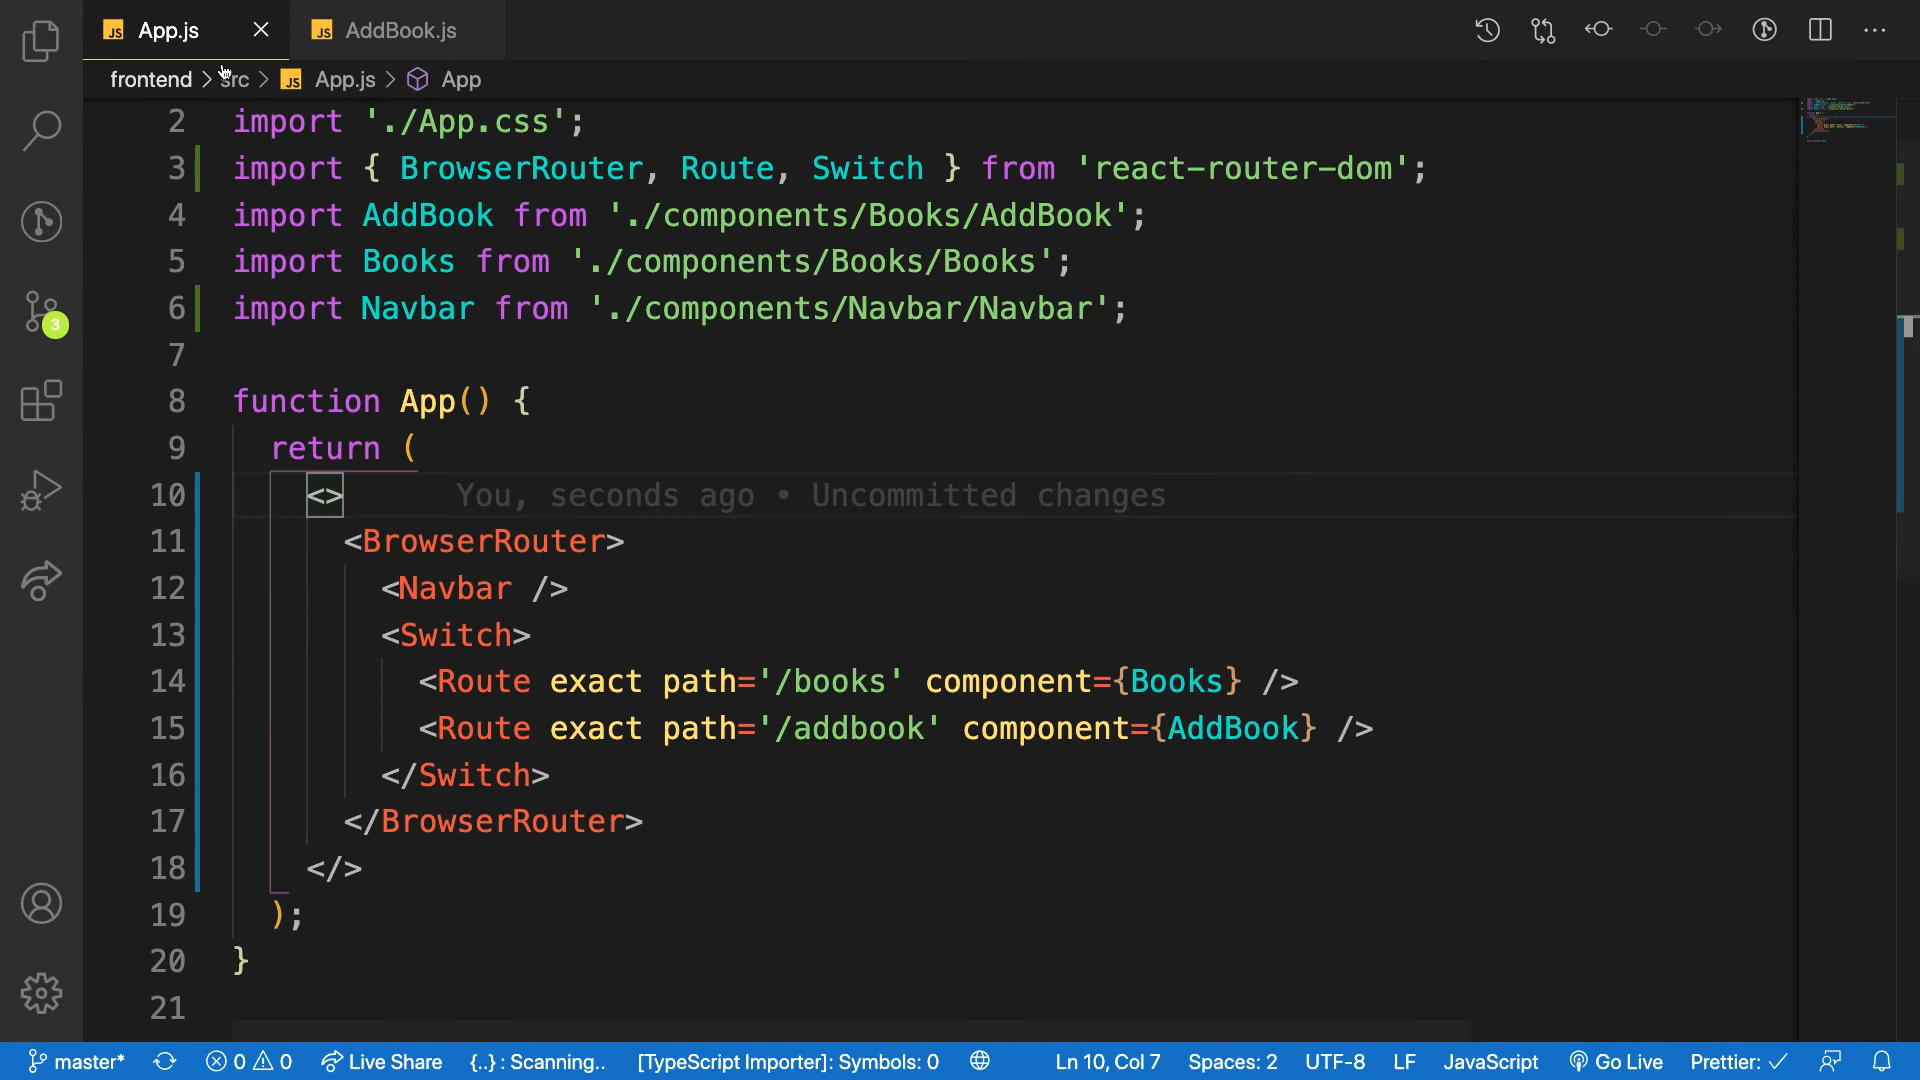 JS App.js JS AddBook.js
frontend > src > JS App.js > App
2 import './App.css';
3 import { BrowserRouter, Route, Switch } from 'react-router-dom';
4 import AddBook from './components/Books/AddBook';
5 import Books from './components/Books/Books';
6 import Navbar from './components/Navbar/Navbar';
7
8 function App() {
9 return (
10 <> You, seconds ago • Uncommitted changes
11 <BrowserRouter>
12 <Navbar />
13 <Switch>
14 <Route exact path='/books' component={Books} />
15 <Route exact path='/addbook' component={AddBook} />
16 </Switch>
17 </BrowserRouter>
18 </>
19 );
20 }
21
3
master* 0 0 Live Share {..} : Scanning.. [TypeScript Importer]: Symbols: 0 Ln 10, Col 7 Spaces: 2 UTF-8 LF JavaScript Go Live Prettier: ✓